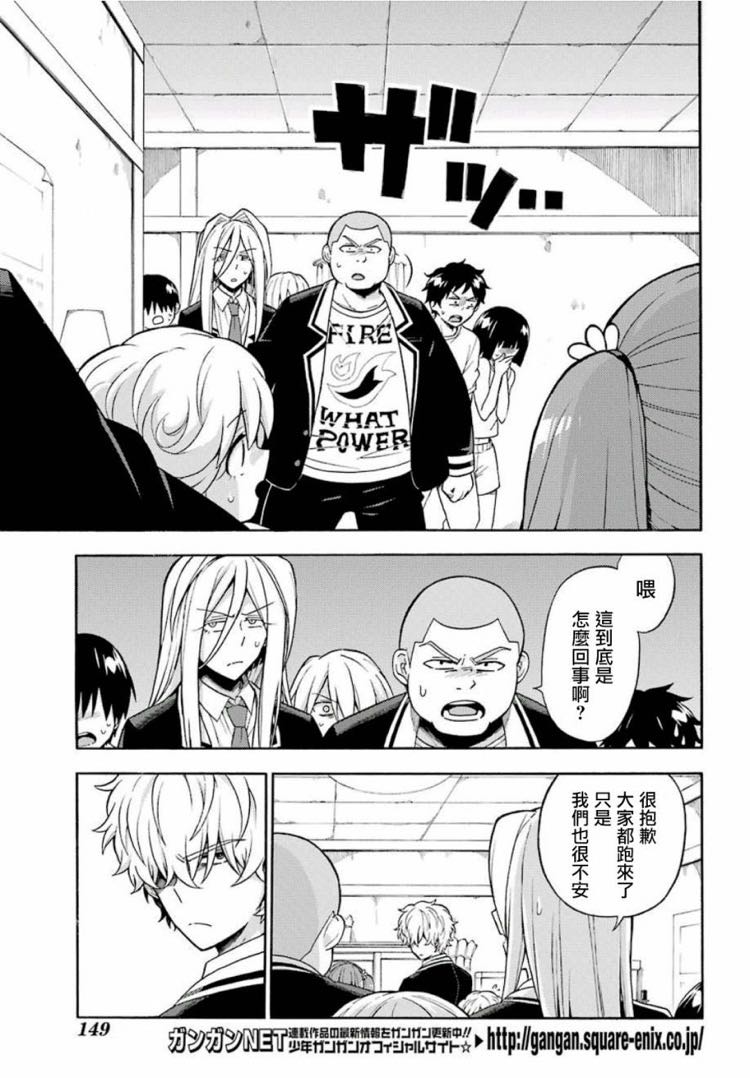 ザッ‥
FIRE
WHAT
POWER
喂
這到底是
怎麼回事啊?
很抱歉
大家都跑來了
只是
我們也很不安
149
ガンガンNET 連載作品の最新情報をガンガン更新中!!
少年ガンガンオフィシャルサイト☆ ▶http://gangan.square-enix.co.jp/